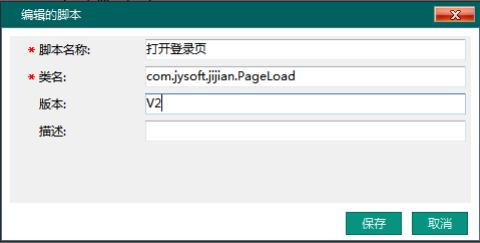 编辑的脚本
* 脚本名称: 打开登录页
* 类名: com.jysoft.jijian.PageLoad
版本: V2
描述:
保存 取消